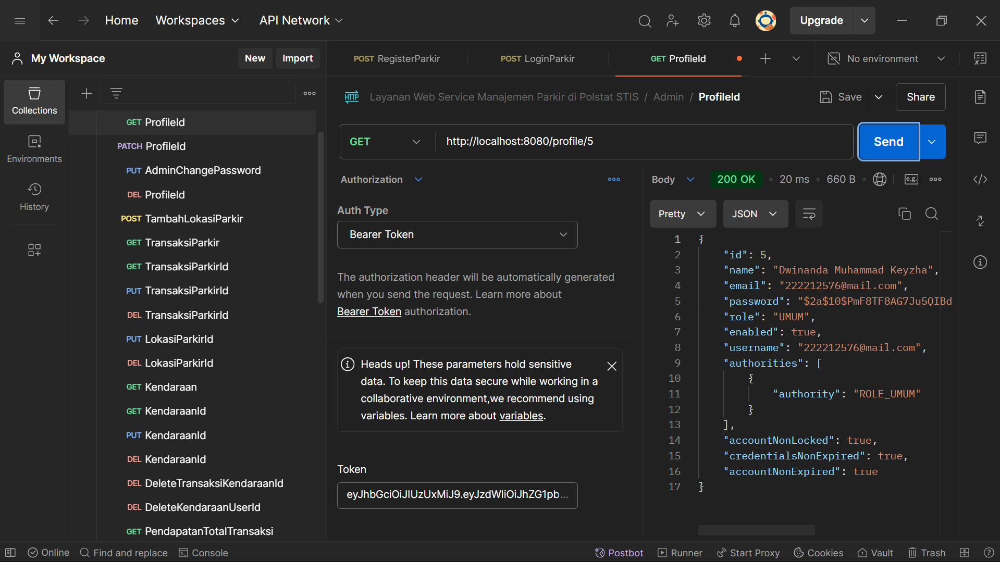 Home Workspaces API Network Upgrade
My Workspace New Import
POST RegisterParkir POST LoginParkir GET ProfileId No environment
Collections
Environments
History
GET ProfileId
PATCH ProfileId
PUT AdminChangePassword
DEL ProfileId
POST TambahLokasiParkir
GET TransaksiParkir
GET TransaksiParkirId
PUT TransaksiParkirId
DEL TransaksiParkirId
PUT LokasiParkirId
DEL LokasiParkirId
GET Kendaraan
GET KendaraanId
PUT KendaraanId
DEL KendaraanId
DEL DeleteTransaksiKendaraanId
DEL DeleteKendaraanUserId
GET PendapatanTotalTransaksi
HTTP Layanan Web Service Manajemen Parkir di Polstat STIS / Admin / ProfileId Save Share
GET http://localhost:8080/profile/5 Send
Authorization
Auth Type
Bearer Token
The authorization header will be automatically generated
when you send the request. Learn more about
Bearer Token authorization.
Heads up! These parameters hold sensitive
data. To keep this data secure while working in a
collaborative environment,we recommend using
variables. Learn more about variables.
Token
eyJhbGciOiJIUzUxMiJ9.eyJzdWIiOiJhZG1pb...
Body 200 OK • 20 ms • 660 B • e.g.
Pretty JSON
1 {
2 "id": 5,
3 "name": "Dwinanda Muhammad Keyzha",
4 "email": "222212576@mail.com",
5 "password": "$2a$10$PmF8TF8AG7Ju5QIBd
6 "role": "UMUM",
7 "enabled": true,
8 "username": "222212576@mail.com",
9 "authorities": [
10 {
11 "authority": "ROLE_UMUM"
12 }
13 ],
14 "accountNonLocked": true,
15 "credentialsNonExpired": true,
16 "accountNonExpired": true
17 }
Online Find and replace Console Postbot Runner Start Proxy Cookies Vault Trash